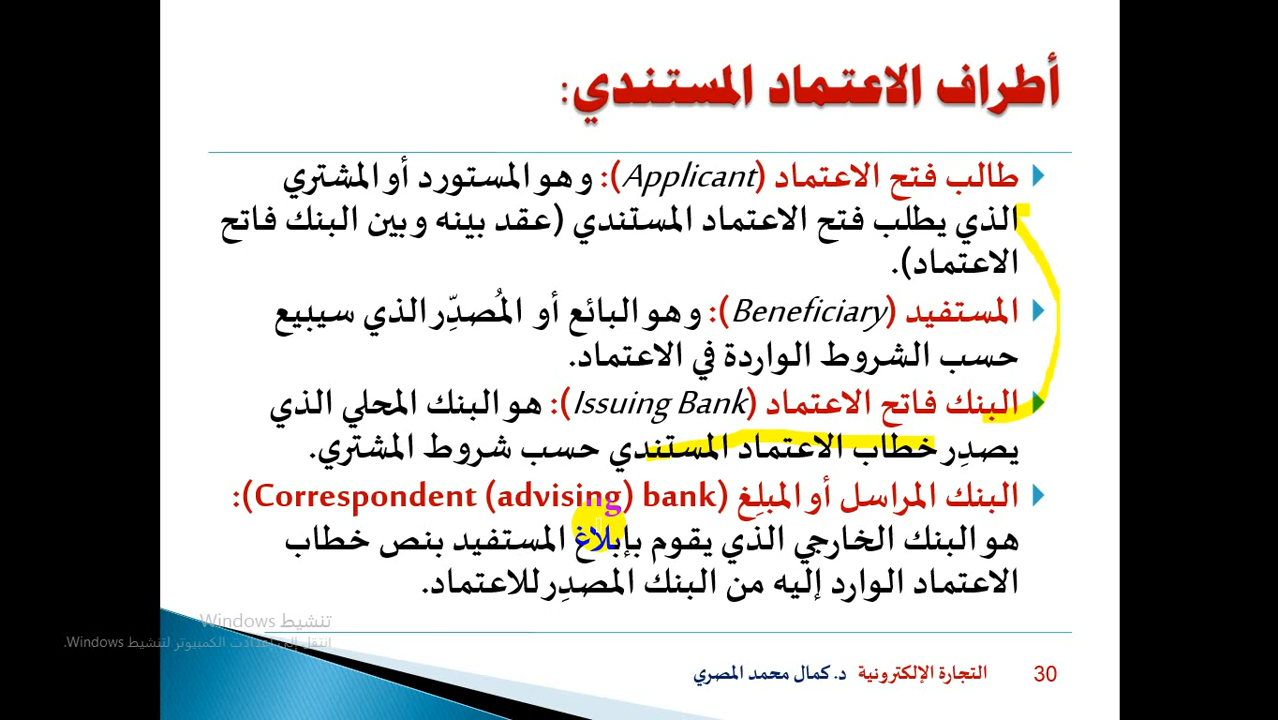 أطراف الاعتماد المستندي:
طالب فتح الاعتماد (Applicant): وهو المستورد أو المشتري
الذي يطلب فتح الاعتماد المستندي (عقد بينه وبين البنك فاتح
الاعتماد).
المستفيد (Beneficiary): وهو البائع أو المُصدِّر الذي سيبيع
حسب الشروط الواردة في الاعتماد.
البنك فاتح الاعتماد (Issuing Bank): هو البنك المحلي الذي
يصدِر خطاب الاعتماد المستندي حسب شروط المشتري.
البنك المراسل أو المبلِغ (Correspondent (advising) bank):
هو البنك الخارجي الذي يقوم بإبلاغ المستفيد بنص خطاب
الاعتماد الوارد إليه من البنك المصدِر للاعتماد.
تنشيط Windows
انتقل إلى إعدادات الكمبيوتر لتنشيط Windows.
30 التجارة الإلكترونية د. كمال محمد المصري